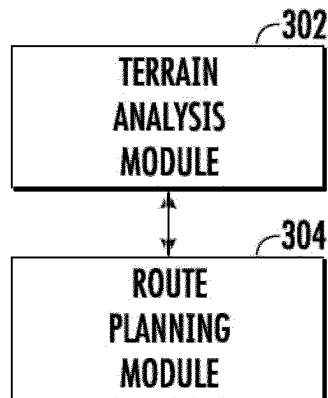 302
TERRAIN
ANALYSIS
MODULE
304
ROUTE
PLANNING
MODULE